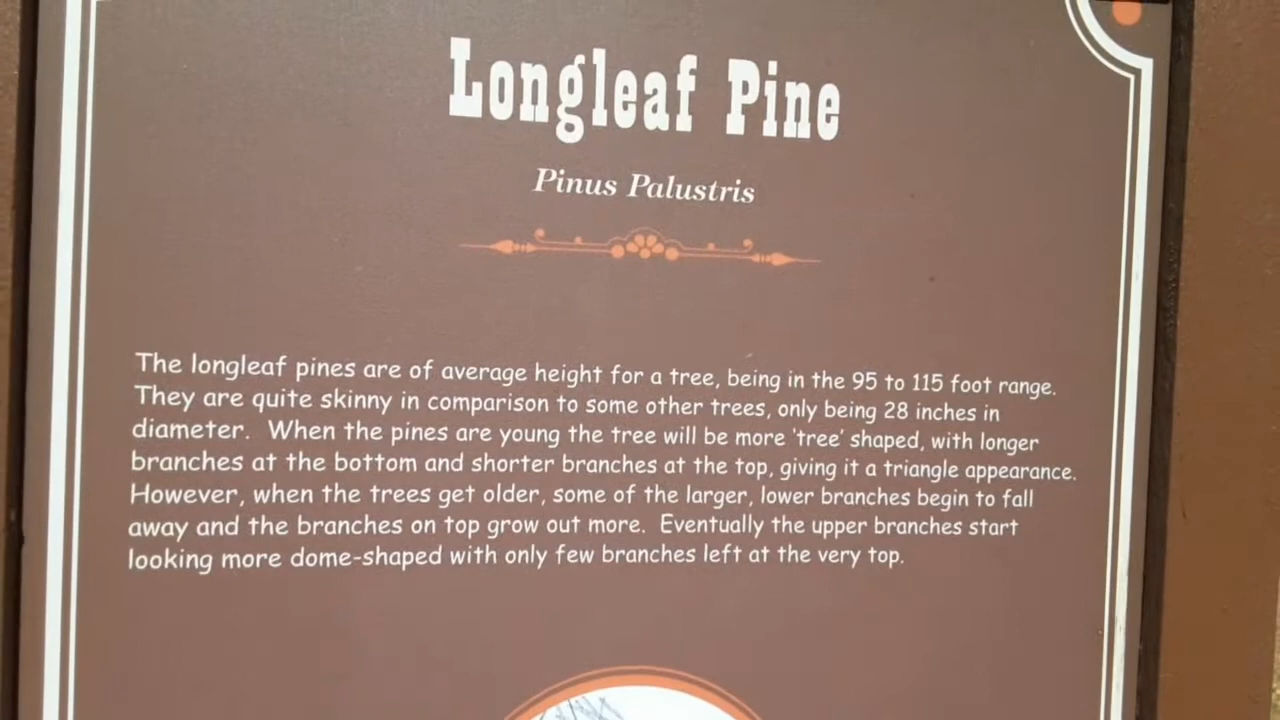 Longleaf Pine
Pinus Palustris
The longleaf pines are of average height for a tree, being in the 95 to 115 foot range.
They are quite skinny in comparison to some other trees, only being 28 inches in
diameter.  When the pines are young the tree will be more 'tree' shaped, with longer
branches at the bottom and shorter branches at the top, giving it a triangle appearance.
However, when the trees get older, some of the larger, lower branches begin to fall
away and the branches on top grow out more.  Eventually the upper branches start
looking more dome-shaped with only few branches left at the very top.